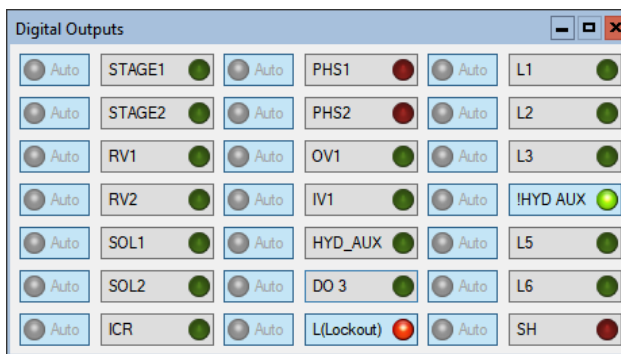 Digital Outputs
Auto STAGE1 Auto PHS1 Auto L1
Auto STAGE2 Auto PHS2 Auto L2
Auto RV1 Auto OV1 Auto L3
Auto RV2 Auto IV1 Auto !HYD AUX
Auto SOL1 Auto HYD_AUX Auto L5
Auto SOL2 Auto DO 3 Auto L6
Auto ICR Auto L(Lockout) Auto SH